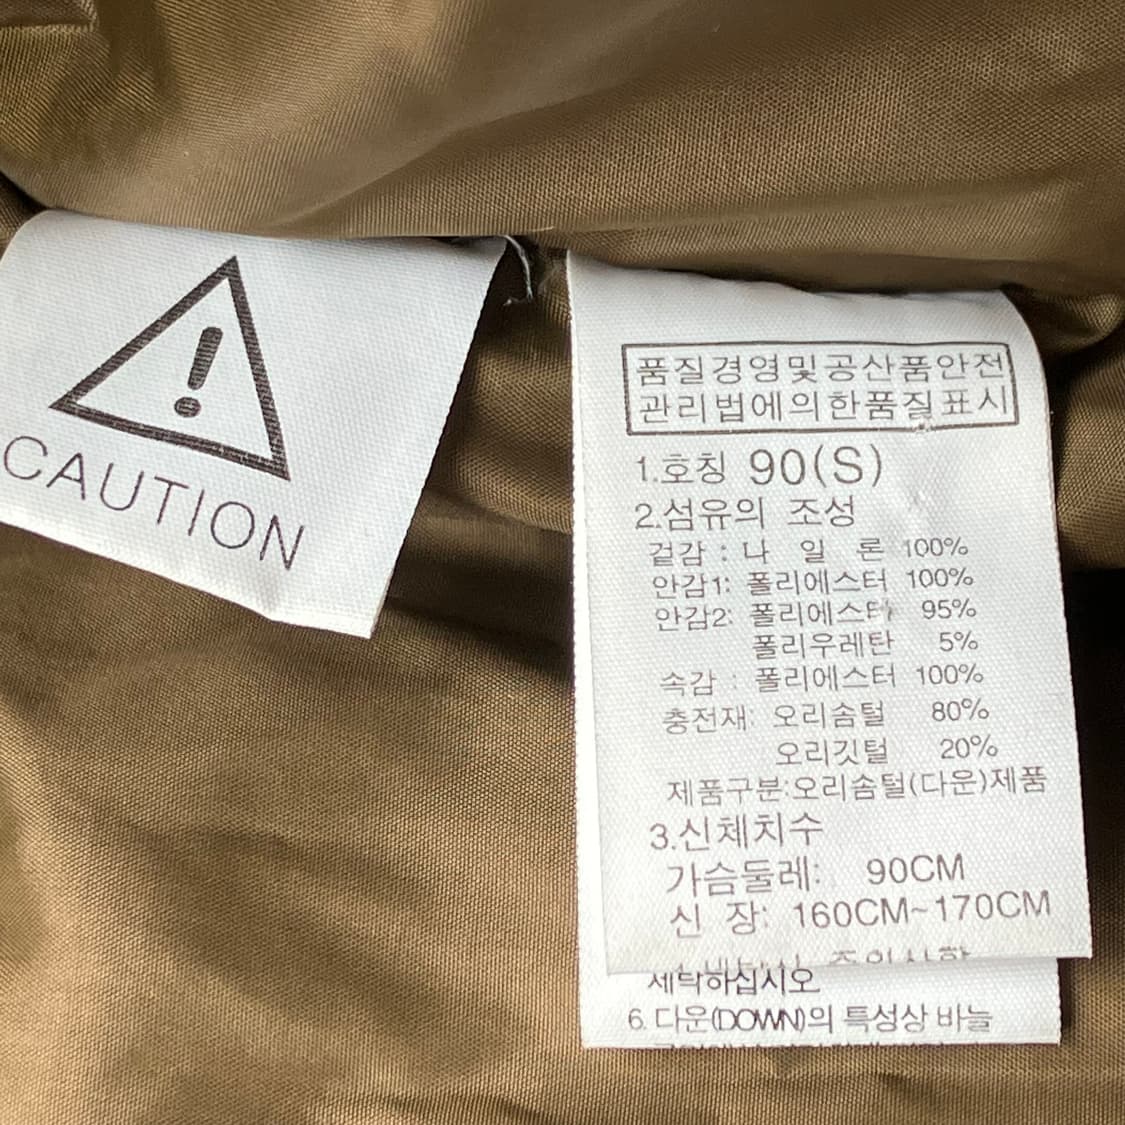 CAUTION
품질경영및공산품안전
관리법에의한품질표시
1.호칭 90(S)
2.섬유의 조성
겉감 : 나 일 론 100%
안감1: 폴리에스터 100%
안감2: 폴리에스터 95%
폴리우레탄 5%
속감 : 폴리에스터 100%
충전재: 오리솜털 80%
오리깃털 20%
제품구분:오리솜털(다운)제품
3.신체치수
가슴둘레: 90CM
신 장: 160CM~170CM
주의사항
세탁하십시오
6. 다운(DOWN)의 특성상 바늘